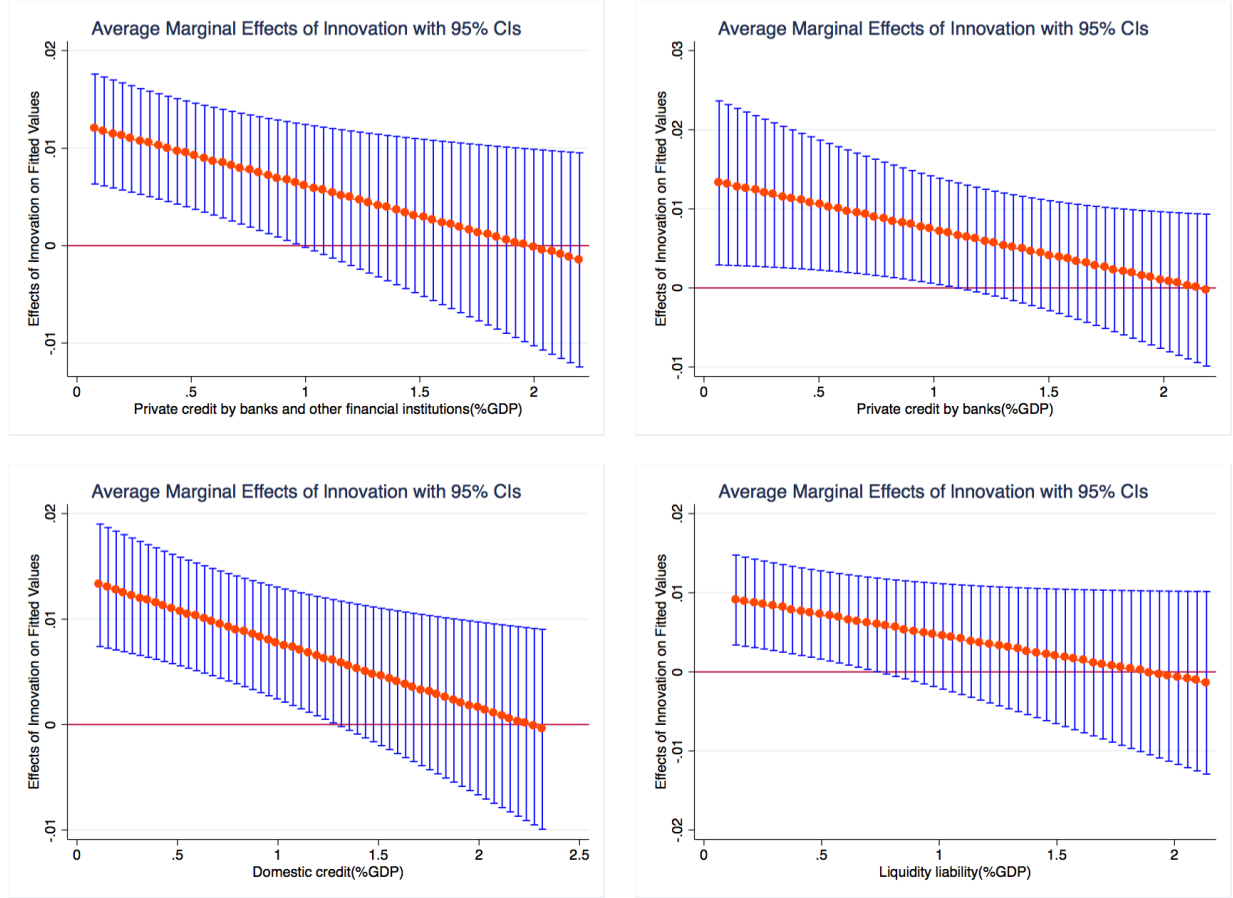 Average Marginal Effects of Innovation with 95% CIs
Effects of Innovation on Fitted Values
.02
.01
0
-.01
0 .5 1 1.5 2
Private credit by banks and other financial institutions(%GDP)
Average Marginal Effects of Innovation with 95% CIs
Effects of Innovation on Fitted Values
.03
.02
.01
0
-.01
0 .5 1 1.5 2
Private credit by banks(%GDP)
Average Marginal Effects of Innovation with 95% CIs
Effects of Innovation on Fitted Values
.02
.01
0
-.01
0 .5 1 1.5 2 2.5
Domestic credit(%GDP)
Average Marginal Effects of Innovation with 95% CIs
Effects of Innovation on Fitted Values
.02
.01
0
-.01
-.02
0 .5 1 1.5 2
Liquidity liability(%GDP)